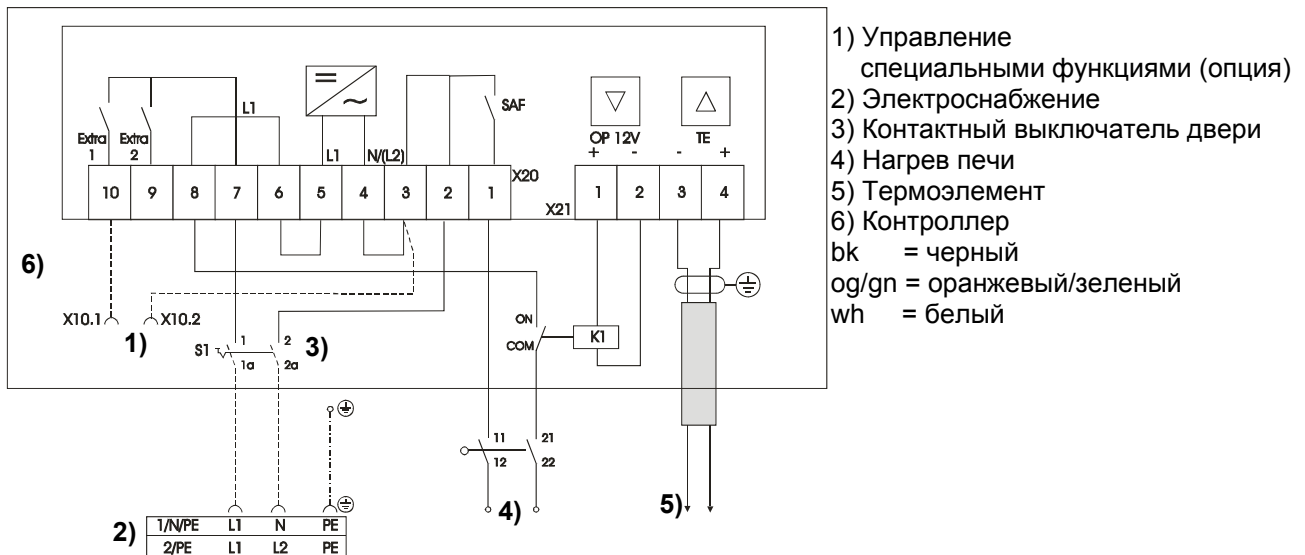 1) Управление
специальными функциями (опция)
2) Электроснабжение
3) Контактный выключатель двери
4) Нагрев печи
5) Термоэлемент
6) Контроллер
bk = черный
og/gn = оранжевый/зеленый
wh = белый
L1
SAF
OP 12V
TE
Extra 1
Extra 2
L1
N/(L2)
+ - - +
10 9 8 7 6 5 4 3 2 1
X20
X21
1 2 3 4
6)
X10.1
X10.2
1)
S1
1 2
1a 2a
3)
ON
COM
K1
11 21
12 22
4)
5)
2)
1/N/PE L1 N PE
2/PE L1 L2 PE